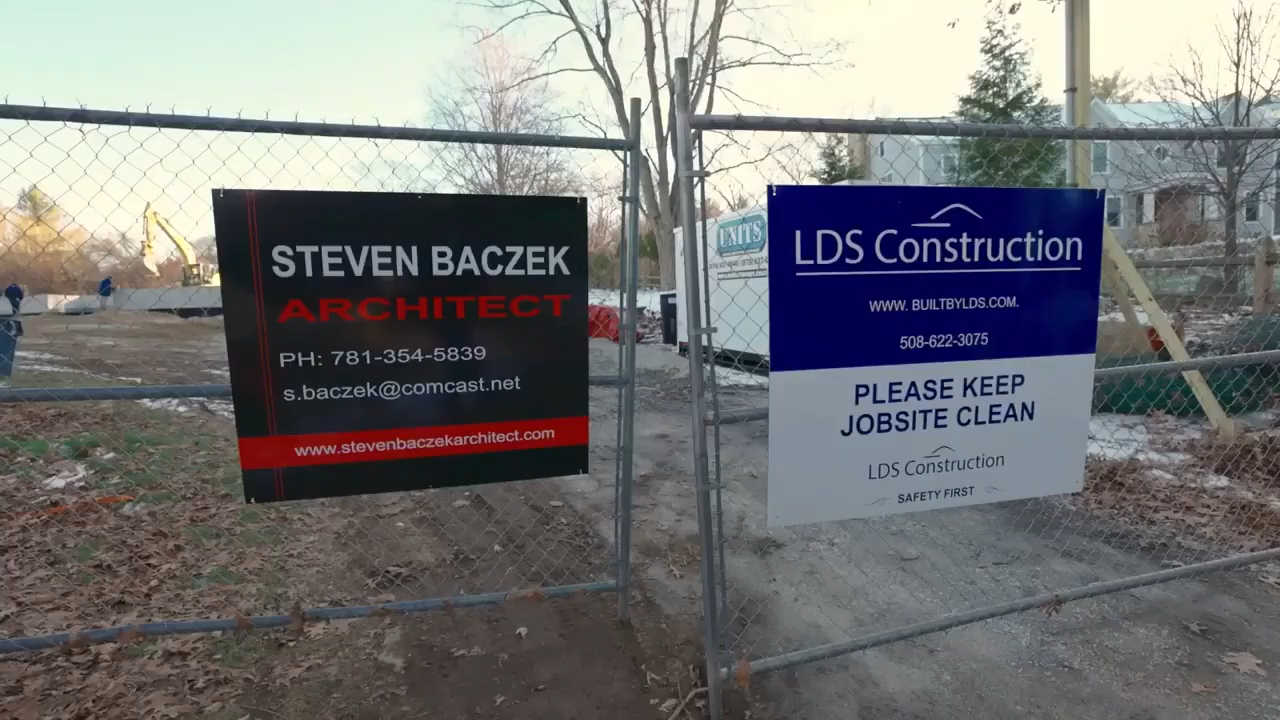 STEVEN BACZEK
ARCHITECT
PH: 781-354-5839
s.baczek@comcast.net
www.stevenbaczekarchitect.com
UNITS
LDS Construction
WWW. BUILTBYLDS.COM.
508-622-3075
PLEASE KEEP
JOBSITE CLEAN
LDS Construction
SAFETY FIRST